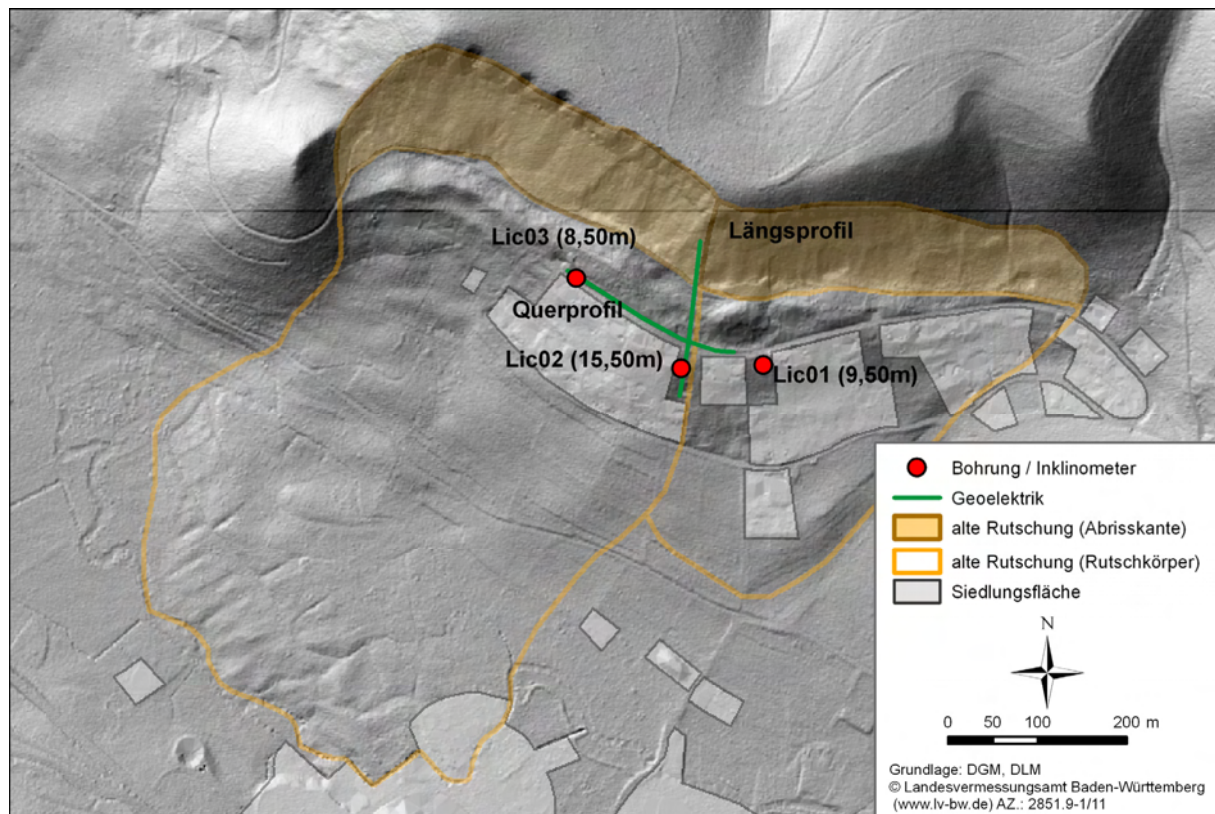 Längsprofil
Lic03 (8,50m)
Querprofil
Lic02 (15,50m)
Lic01 (9,50m)
Bohrung / Inklinometer
Geoelektrik
alte Rutschung (Abrisskante)
alte Rutschung (Rutschkörper)
Siedlungsfläche
N
0 50 100 200 m
Grundlage: DGM, DLM
© Landesvermessungsamt Baden-Württemberg
(www.lv-bw.de) AZ.: 2851.9-1/11